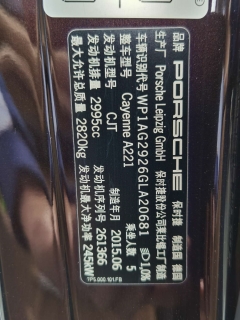 品牌 PORSCHE 保时捷 制造国 德国
生产厂 Porsche Leipzig GmbH 保时捷股份公司莱比锡工厂制造
车辆识别代号 WP1AG2926GLA20681
整车型号 Cayenne A221 乘坐人数 5
发动机型号 CJT 制造年月 2015.06
发动机排量 2995cc 发动机序列号 261366
最大允许总质量 2820kg 发动机最大净功率 245kW